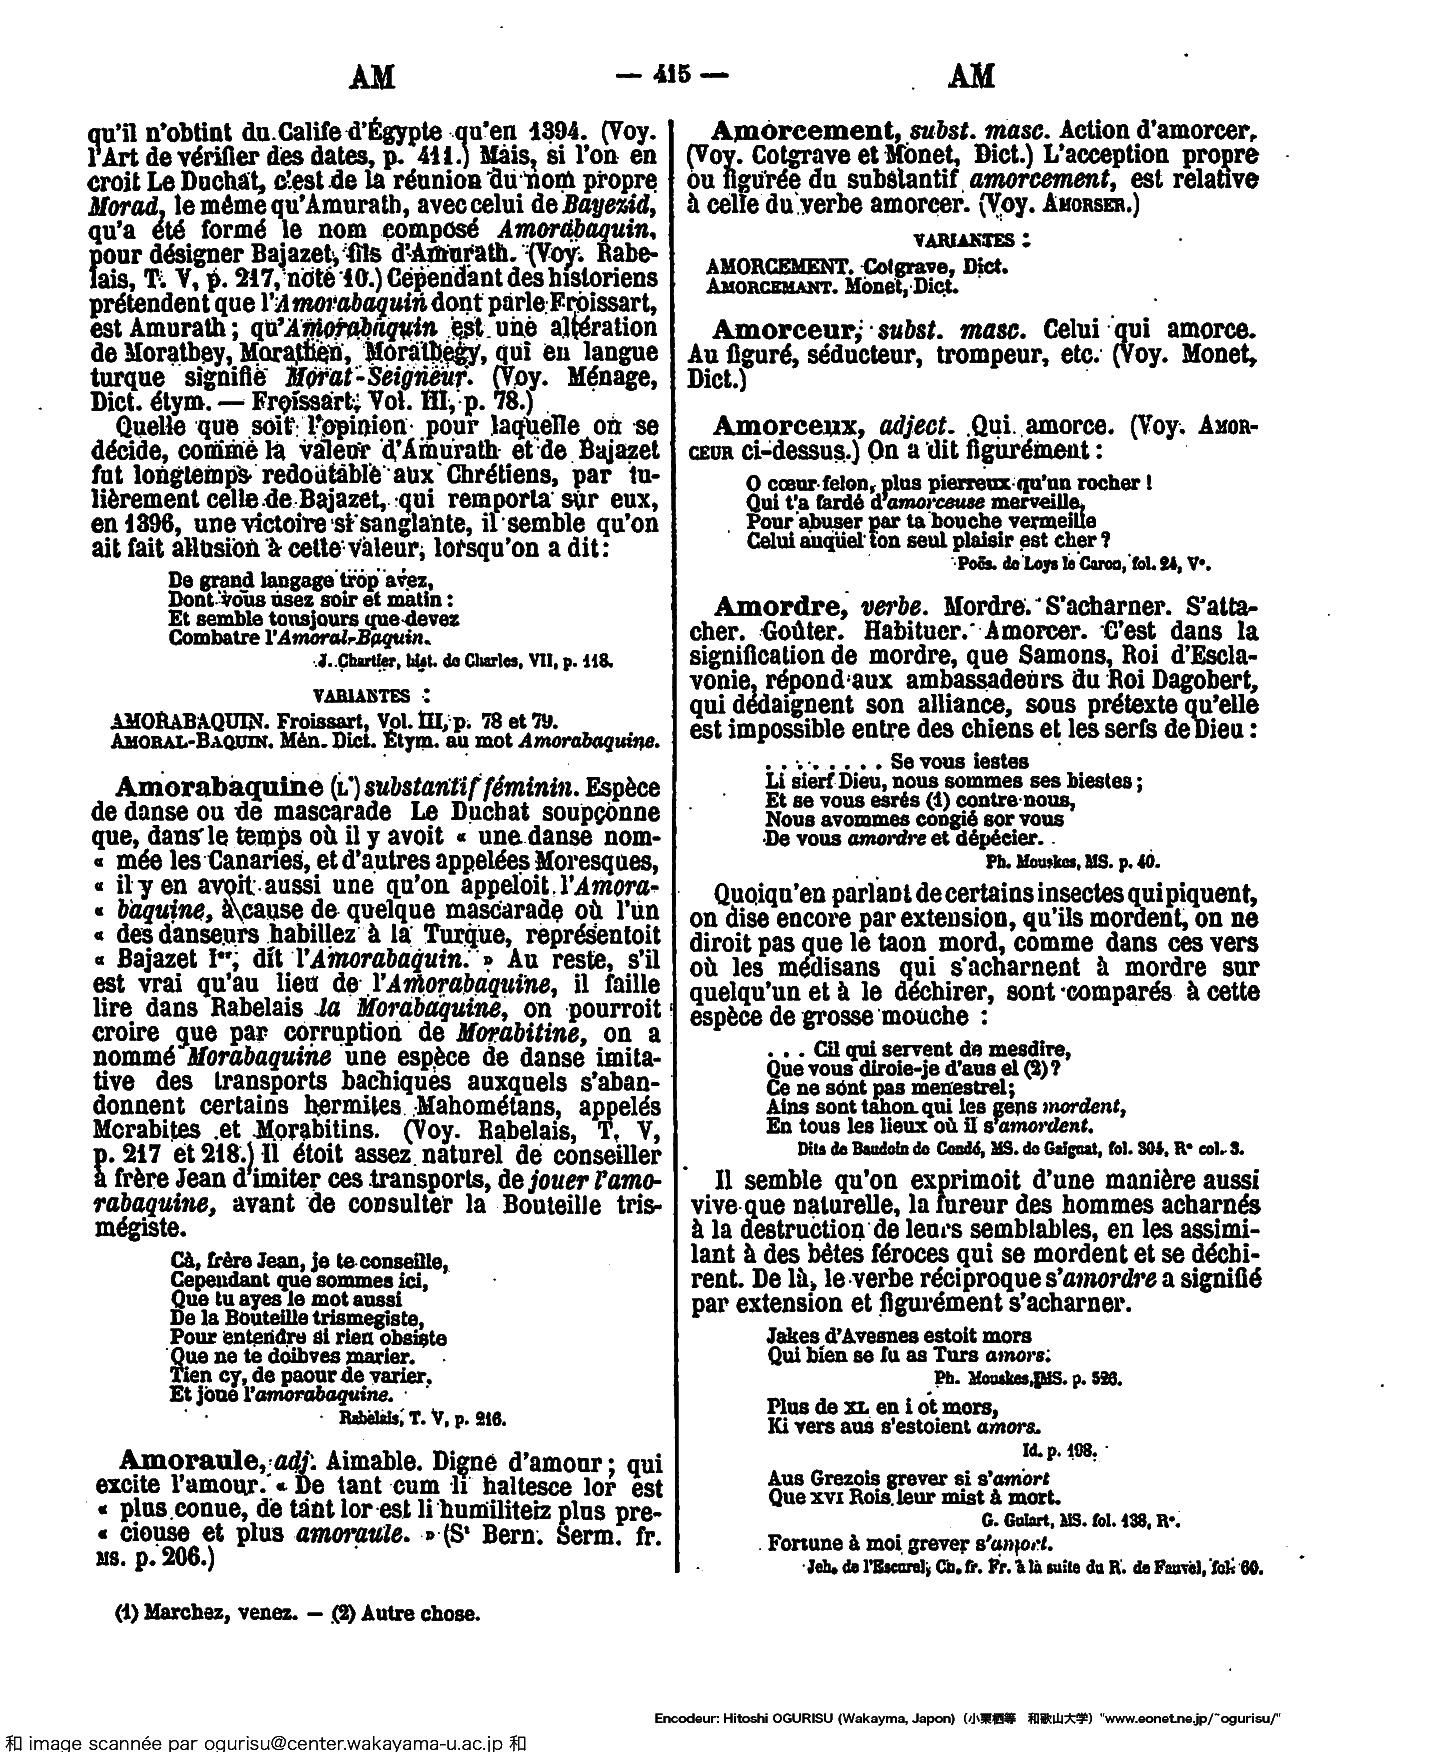 AM
— 415 —
AM
qu'il n'obtint du Calife d'Égypte qu'en 1394. (Voy.
l'Art de vérifier des dates, p. 411.) Mais, si l'on en
croit Le Duchat, c'est de la réunion du nom propre
Morad, le même qu'Amurath, avec celui de Bayezid,
qu'a été formé le nom composé Amorabaquin,
pour désigner Bajazet, fils d'Amurath. (Voy. Rabe-
lais, T. V, p. 217, note 10.) Cependant des historiens
prétendent que l'Amorabaquin dont parle Froissart,
est Amurath ; qu'Amorabaquin est une altération
de Moratbey, Morathen, Morathegy, qui en langue
turque signifie Morat-Seigneur. (Voy. Ménage,
Dict. étym. — Froissart, Vol. III, p. 78.)
Quelle que soit l'opinion pour laquelle on se
décide, comme la valeur d'Amurath et de Bajazet
fut longtemps redoutable aux Chrétiens, par tu-
lièrement celle de Bajazet, qui remporta sur eux,
en 1396, une victoire si sanglante, il semble qu'on
ait fait allusion à cette valeur, lorsqu'on a dit :
De grand langage trop avez,
Dont vous usez soir et matin :
Et semble tousjours que devez
Combatre l'Amoral-Baquin.
J. Chartier, hist. de Charles, VII, p. 118.
VARIANTES :
AMORABAQUIN. Froissart, Vol. III, p. 78 et 79.
AMORAL-BAQUIN. Mén. Dict. Étym. au mot Amorabaquine.
Amorabaquine (L') substantif féminin. Espèce
de danse ou de mascarade Le Duchat soupçonne
que, dans le temps où il y avoit « une danse nom-
« mée les Canaries, et d'autres appelées Moresques,
« il y en avoit aussi une qu'on appeloit l'Amora-
« baquine, à cause de quelque mascarade où l'un
« des danseurs habillez à la Turque, représentoit
« Bajazet Ier, dit l'Amorabaquin. » Au reste, s'il
est vrai qu'au lieu de l'Amorabaquine, il faille
lire dans Rabelais la Morabaquine, on pourroit
croire que par corruption de Morabitine, on a
nommé Morabaquine une espèce de danse imita-
tive des transports bachiques auxquels s'aban-
donnent certains hermites Mahométans, appelés
Morabites et Morabitins. (Voy. Rabelais, T. V,
p. 217 et 218.) Il étoit assez naturel de conseiller
à frère Jean d'imiter ces transports, de jouer l'amo-
rabaquine, avant de consulter la Bouteille tris-
mégiste.
Cà, frère Jean, je te conseille,
Cependant que sommes ici,
Que tu ayes le mot aussi
De la Bouteille trismegiste,
Pour entendre si rien obsiste
Que ne te doibves marier.
Tien cy, de paour de varier,
Et joue l'amorabaquine.
Rabelais, T. V, p. 216.
Amoraule, adj. Aimable. Digne d'amour ; qui
excite l'amour. « De tant cum li haltesce lor est
« plus conue, de tant lor est li humiliteiz plus pre-
« ciouse et plus amoraule. » (St Bern. Serm. fr.
MS. p. 206.)
Amorcement, subst. masc. Action d'amorcer.
(Voy. Cotgrave et Monet, Dict.) L'acception propre
ou figurée du substantif amorcement, est relative
à celle du verbe amorcer. (Voy. AMORSER.)
VARIANTES :
AMORCEMENT. Cotgrave, Dict.
AMORCEMANT. Monet, Dict.
Amorceur, subst. masc. Celui qui amorce.
Au figuré, séducteur, trompeur, etc. (Voy. Monet,
Dict.)
Amorceux, adject. Qui amorce. (Voy. AMOR-
CEUR ci-dessus.) On a dit figurément :
O cœur felon, plus pierreux qu'un rocher !
Qui t'a fardé d'amorceuse merveille,
Pour abuser par ta bouche vermeille
Celui auquel ton seul plaisir est cher ?
Poës. de Loys le Caron, fol. 24, V°.
Amordre, verbe. Mordre. S'acharner. S'atta-
cher. Goûter. Habituer. Amorcer. C'est dans la
signification de mordre, que Samons, Roi d'Escla-
vonie, répond aux ambassadeurs du Roi Dagobert,
qui dédaignent son alliance, sous prétexte qu'elle
est impossible entre des chiens et les serfs de Dieu :
. . . . . . . . . Se vous iestes
Li sierf Dieu, nous sommes ses biestes ;
Et se vous esrés (1) contre nous,
Nous avommes congié sor vous
De vous amordre et dépécier.
Ph. Mouskes, MS. p. 40.
Quoiqu'en parlant de certains insectes qui piquent,
on dise encore par extension, qu'ils mordent, on ne
diroit pas que le taon mord, comme dans ces vers
où les médisans qui s'acharnent à mordre sur
quelqu'un et à le déchirer, sont comparés à cette
espèce de grosse mouche :
. . . Cil qui servent de mesdire,
Que vous diroie-je d'aus el (2) ?
Ce ne sont pas menestrel ;
Ains sont tahon qui les gens mordent,
En tous les lieux où il s'amordent.
Dits de Baudoin de Condé, MS. de Gaignat, fol. 304, R° col. 3.
Il semble qu'on exprimoit d'une manière aussi
vive que naturelle, la fureur des hommes acharnés
à la destruction de leurs semblables, en les assimi-
lant à des bêtes féroces qui se mordent et se déchi-
rent. De là, le verbe réciproque s'amordre a signifié
par extension et figurément s'acharner.
Jakes d'Avesnes estoit mors
Qui bien se fu as Turs amors.
Ph. Mouskes, MS. p. 526.
Plus de XL en i ot mors,
Ki vers aus s'estoient amors.
Id. p. 198.
Aus Grezois grever si s'amort
Que XVI Rois leur mist à mort.
G. Guiart, MS. fol. 138, R°.
Fortune à moi grever s'amort.
Jeh. de l'Escurel, Ch. fr. Fr. à la suite du R. de Fauvel, fol. 60.
(1) Marchez, venez. — (2) Autre chose.
Encodeur: Hitoshi OGURISU (Wakayma, Japon)（小栗栖等　和歌山大学）"www.eonet.ne.jp/~ogurisu/"
和 image scannée par ogurisu@center.wakayama-u.ac.jp 和